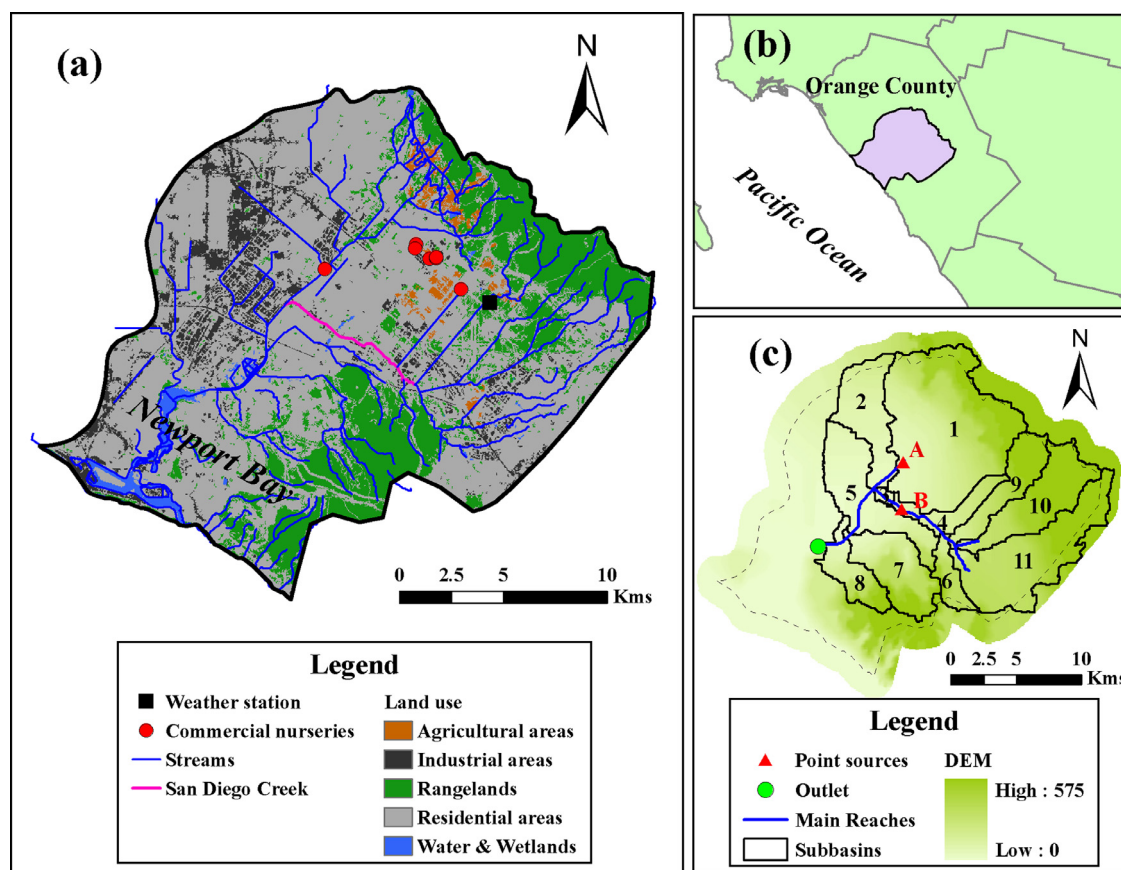 (a)
N
Newport Bay
0 2.5 5 10
Kms
Legend
Weather station
Commercial nurseries
Streams
San Diego Creek
Land use
Agricultural areas
Industrial areas
Rangelands
Residential areas
Water & Wetlands
(b)
Orange County
Pacific Ocean
(c)
N
2
1
A
5
3
B
4
9
10
11
7
8
6
0 2.5 5 10
Kms
Legend
Point sources
Outlet
Main Reaches
Subbasins
DEM
High : 575
Low : 0